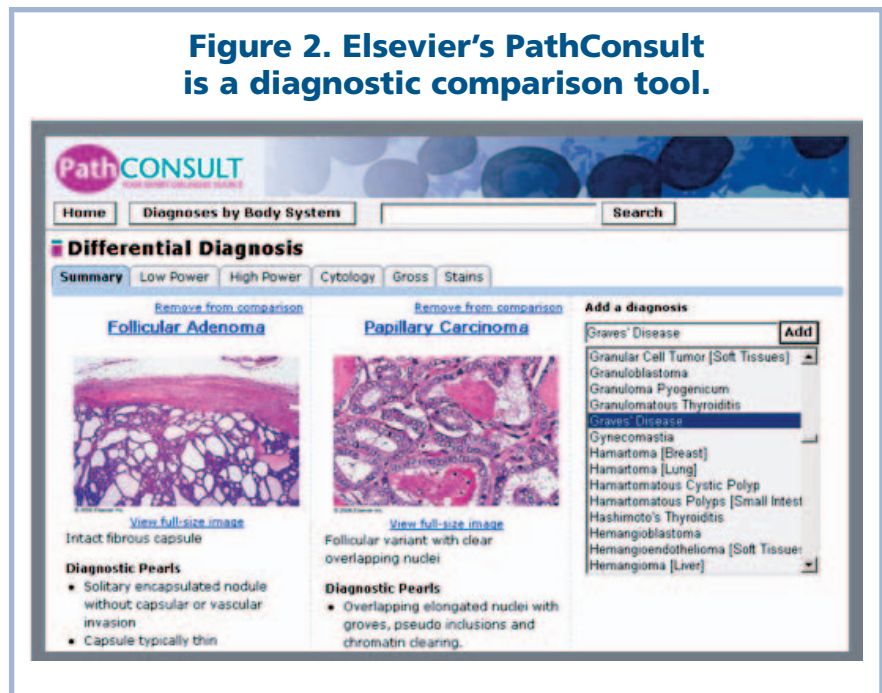 Figure 2. Elsevier's PathConsult
is a diagnostic comparison tool.
PathCONSULT
Home
Diagnoses by Body System
Search
Differential Diagnosis
Summary
Low Power
High Power
Cytology
Gross
Stains
Remove from comparison
Follicular Adenoma
View full-size image
Intact fibrous capsule
Diagnostic Pearls
• Solitary encapsulated nodule
without capsular or vascular
invasion
• Capsule typically thin
Remove from comparison
Papillary Carcinoma
View full-size image
Follicular variant with clear
overlapping nuclei
Diagnostic Pearls
• Overlapping elongated nuclei with
groves, pseudo inclusions and
chromatin clearing.
Add a diagnosis
Graves' Disease
Add
Granular Cell Tumor [Soft Tissues]
Granuloblastoma
Granuloma Pyogenicum
Granulomatous Thyroiditis
Graves' Disease
Gynecomastia
Hamartoma [Breast]
Hamartoma [Lung]
Hamartomatous Cystic Polyp
Hamartomatous Polyps [Small Intest
Hashimoto's Thyroiditis
Hemangioblastoma
Hemangioendothelioma [Soft Tissue
Hemangioma [Liver]